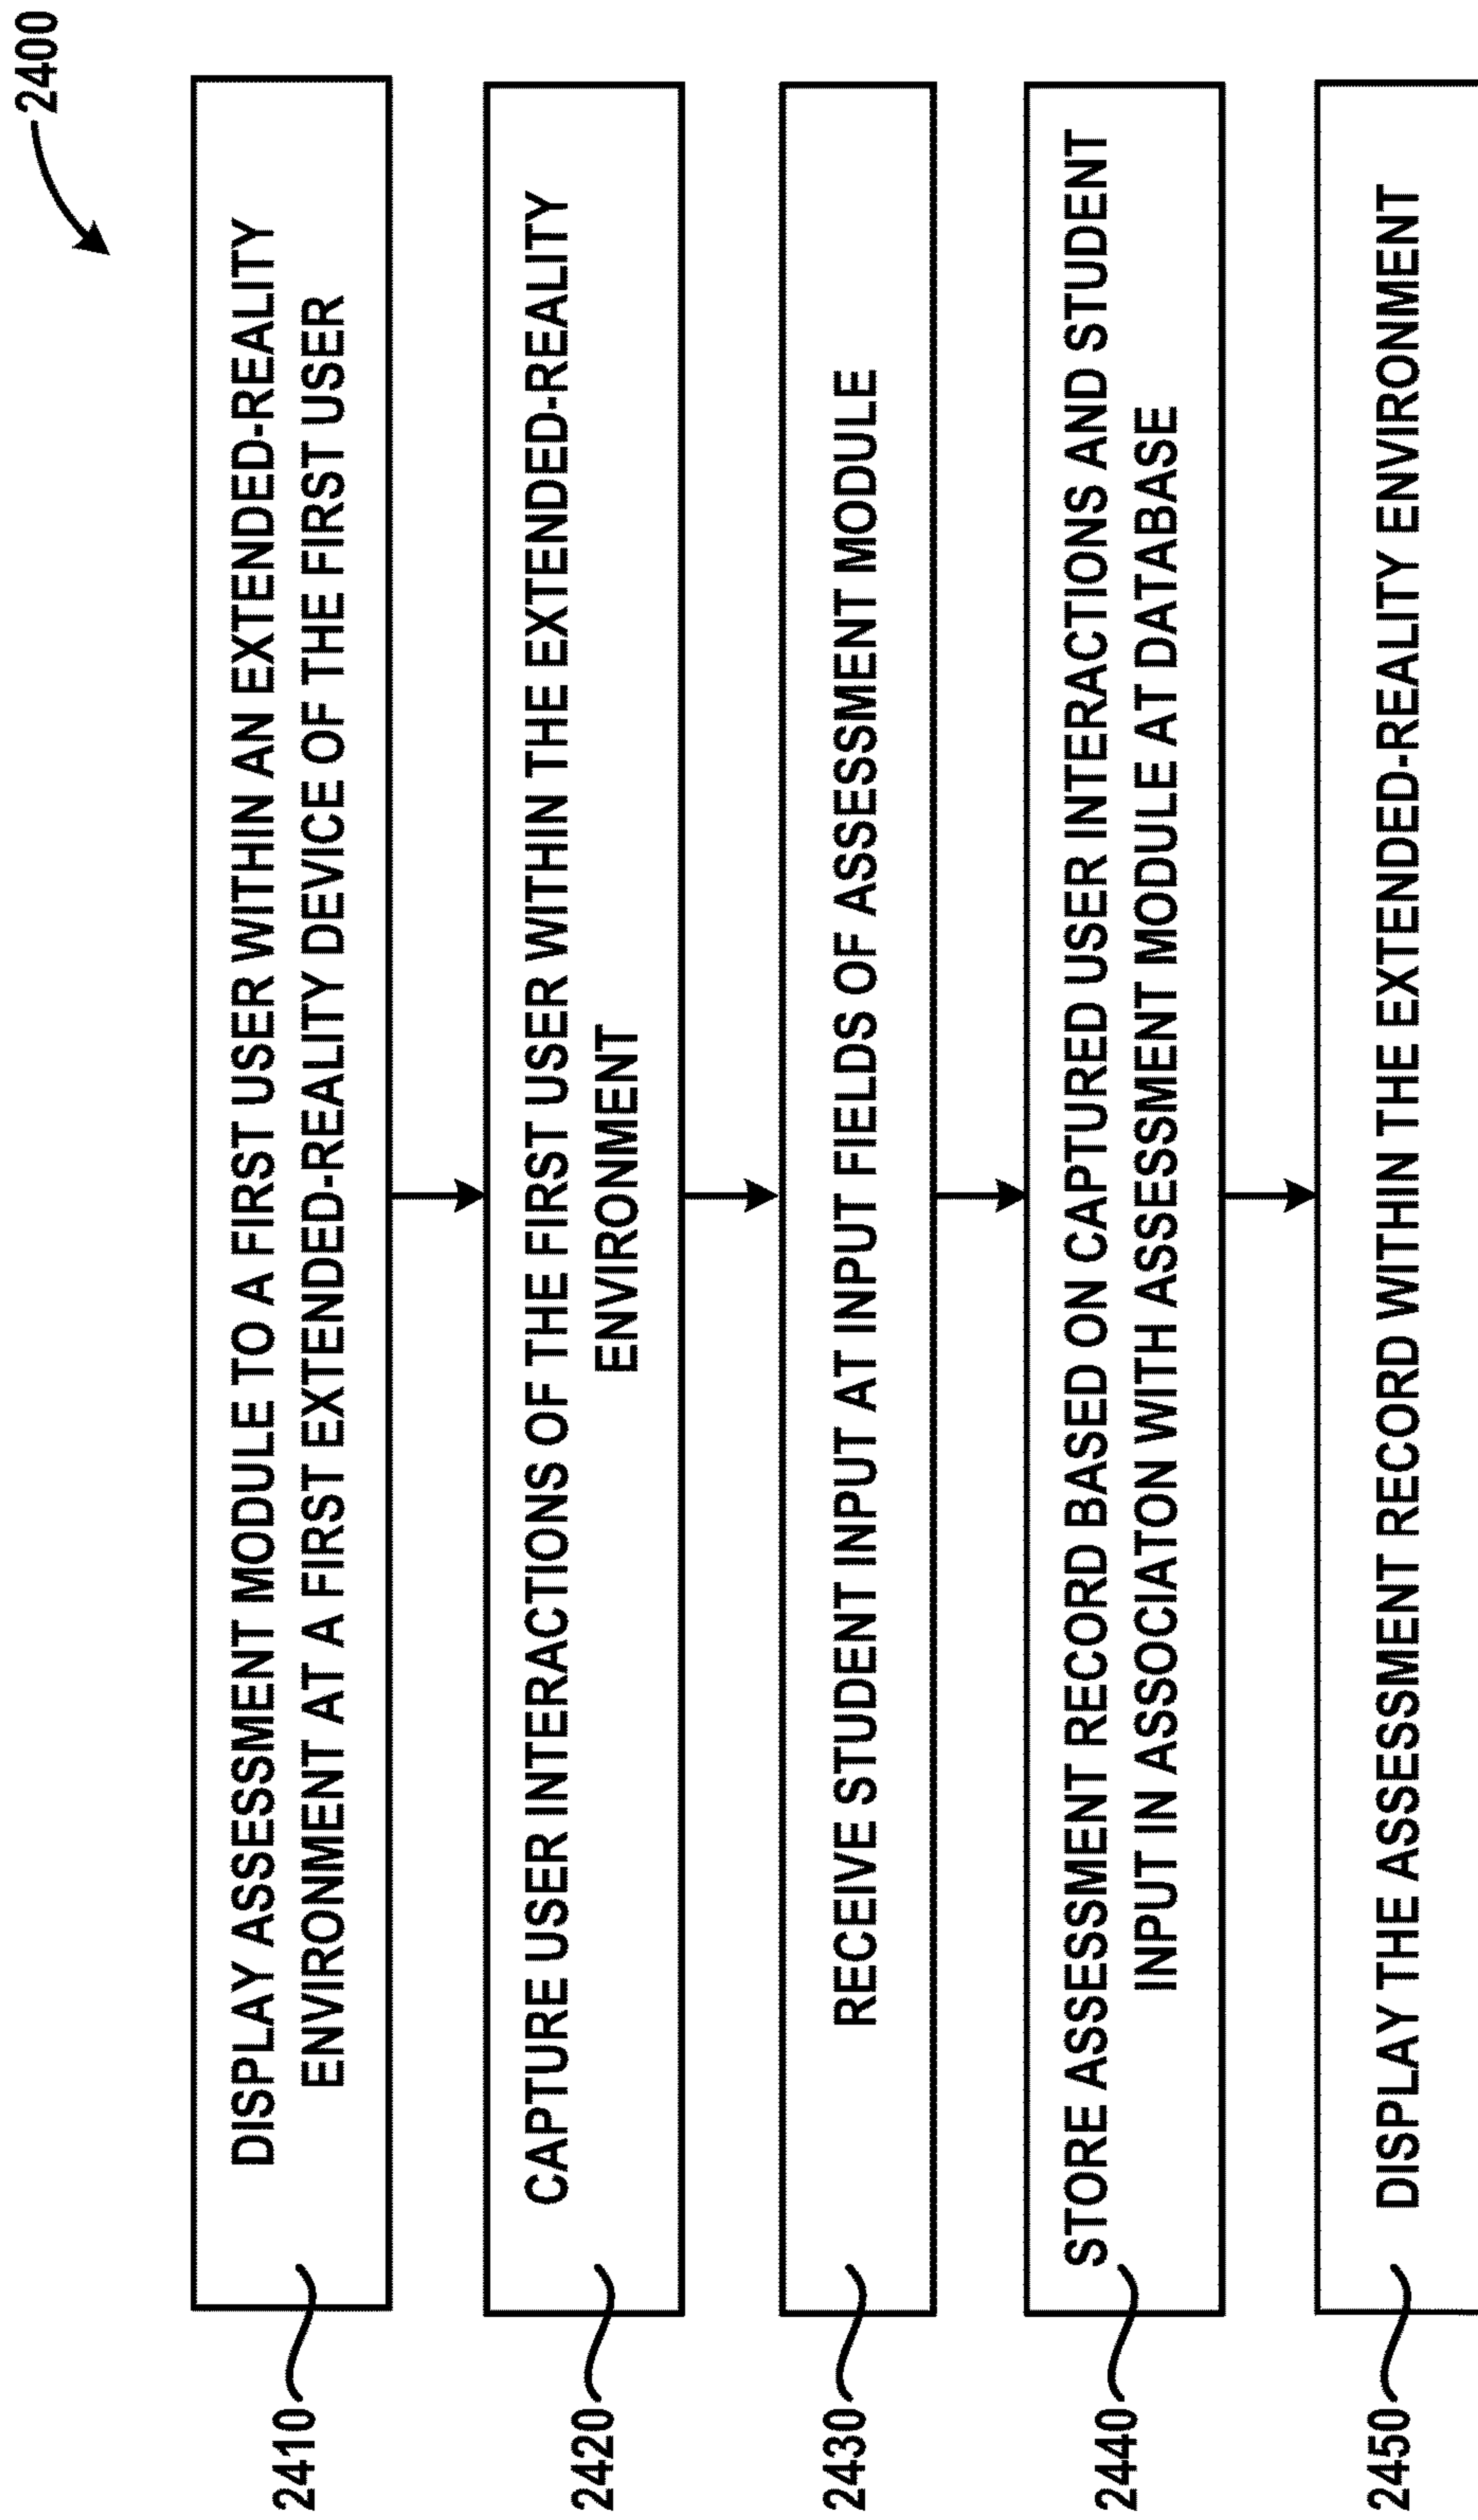 2400
2410
DISPLAY ASSESSMENT MODULE TO A FIRST USER WITHIN AN EXTENDED-REALITY
ENVIRONMENT AT A FIRST EXTENDED-REALITY DEVICE OF THE FIRST USER
2420
CAPTURE USER INTERACTIONS OF THE FIRST USER WITHIN THE EXTENDED-REALITY
ENVIRONMENT
2430
RECEIVE STUDENT INPUT AT INPUT FIELDS OF ASSESSMENT MODULE
2440
STORE ASSESSMENT RECORD BASED ON CAPTURED USER INTERACTIONS AND STUDENT
INPUT IN ASSOCIATON WITH ASSESSMENT MODULE AT DATABASE
2450
DISPLAY THE ASSESSMENT RECORD WITHIN THE EXTENDED-REALITY ENVIRONMENT